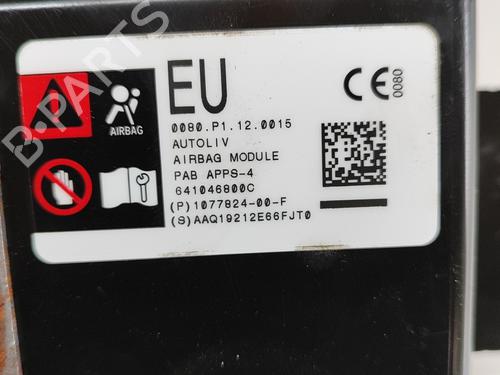 EU
0080.P1.12.0015
AUTOLIV
AIRBAG MODULE
PAB APPS-4
641046800C
(P)1077824-00-F
(S)AAQ19212E66FJT0
AIRBAG
CE 0080
B-PARTS